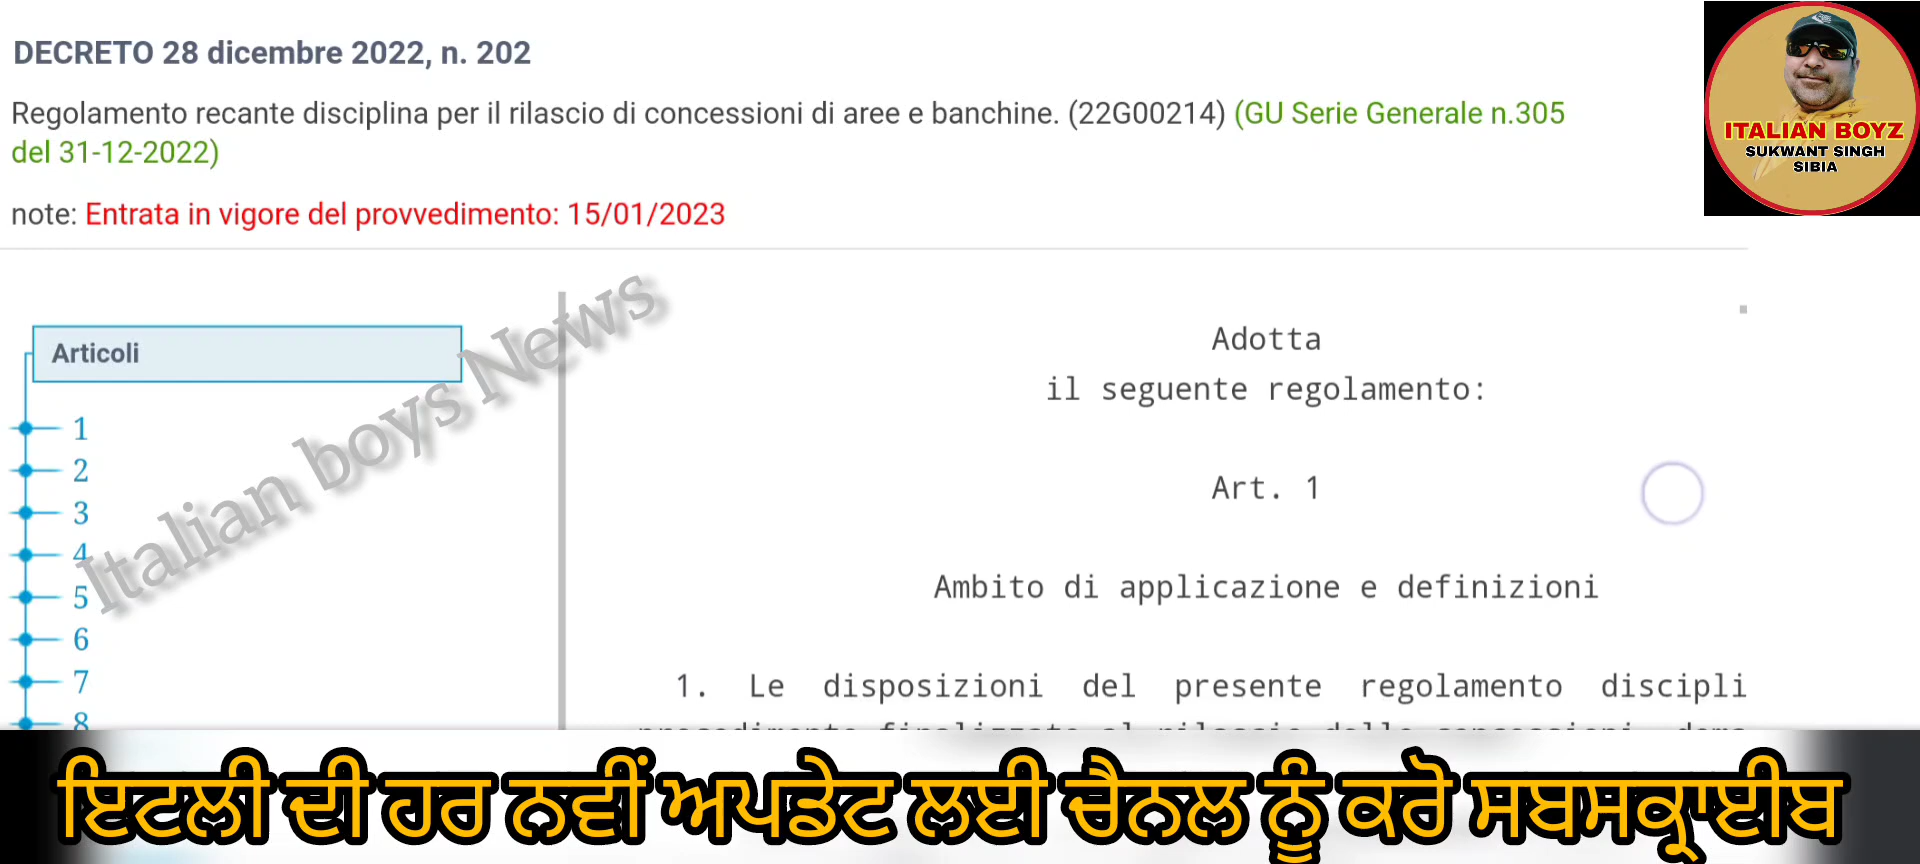 DECRETO 28 dicembre 2022, n. 202
Regolamento recante disciplina per il rilascio di concessioni di aree e banchine. (22G00214) (GU Serie Generale n.305
del 31-12-2022)
note: Entrata in vigore del provvedimento: 15/01/2023
ITALIAN BOYZ
SUKWANT SINGH
SIBIA
Articoli
1
2
3
4
5
6
7
8
Italian boys News
Adotta
il seguente regolamento:
Art. 1
Ambito di applicazione e definizioni
1. Le disposizioni del presente regolamento discipli
ਇਟਲੀ ਦੀ ਹਰ ਨਵੀਂ ਅਪਡੇਟ ਲਈ ਚੈਨਲ ਨੂੰ ਕਰੋ ਸਬਸਕ੍ਰਾਈਬ